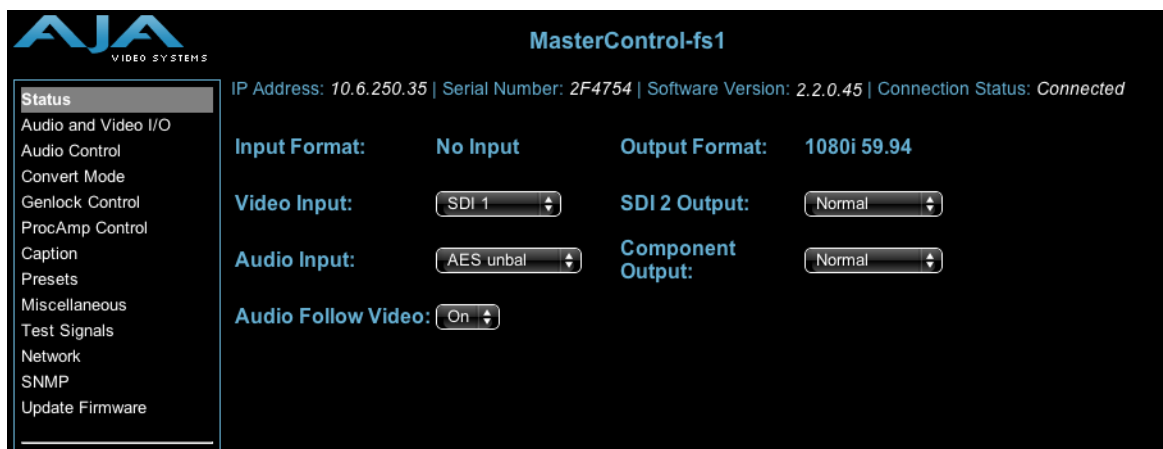 AJA
VIDEO SYSTEMS
MasterControl-fs1
IP Address: 10.6.250.35 | Serial Number: 2F4754 | Software Version: 2.2.0.45 | Connection Status: Connected
Status
Audio and Video I/O
Audio Control
Convert Mode
Genlock Control
ProcAmp Control
Caption
Presets
Miscellaneous
Test Signals
Network
SNMP
Update Firmware
Input Format: No Input Output Format: 1080i 59.94
Video Input: SDI 1 SDI 2 Output: Normal
Audio Input: AES unbal Component Output: Normal
Audio Follow Video: On